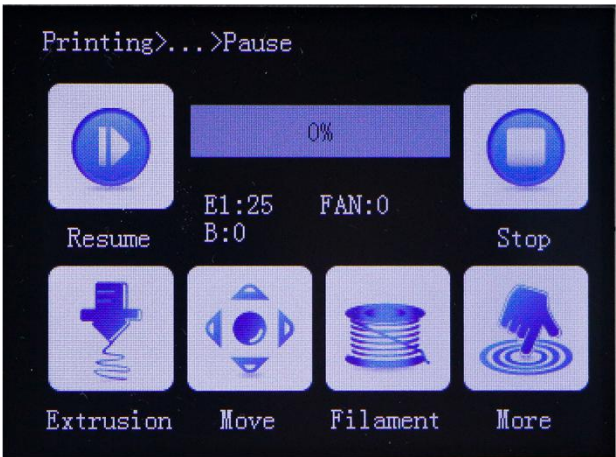 Printing>...>Pause
0%
E1:25 FAN:0
B:0
Resume
Stop
Extrusion Move Filament More